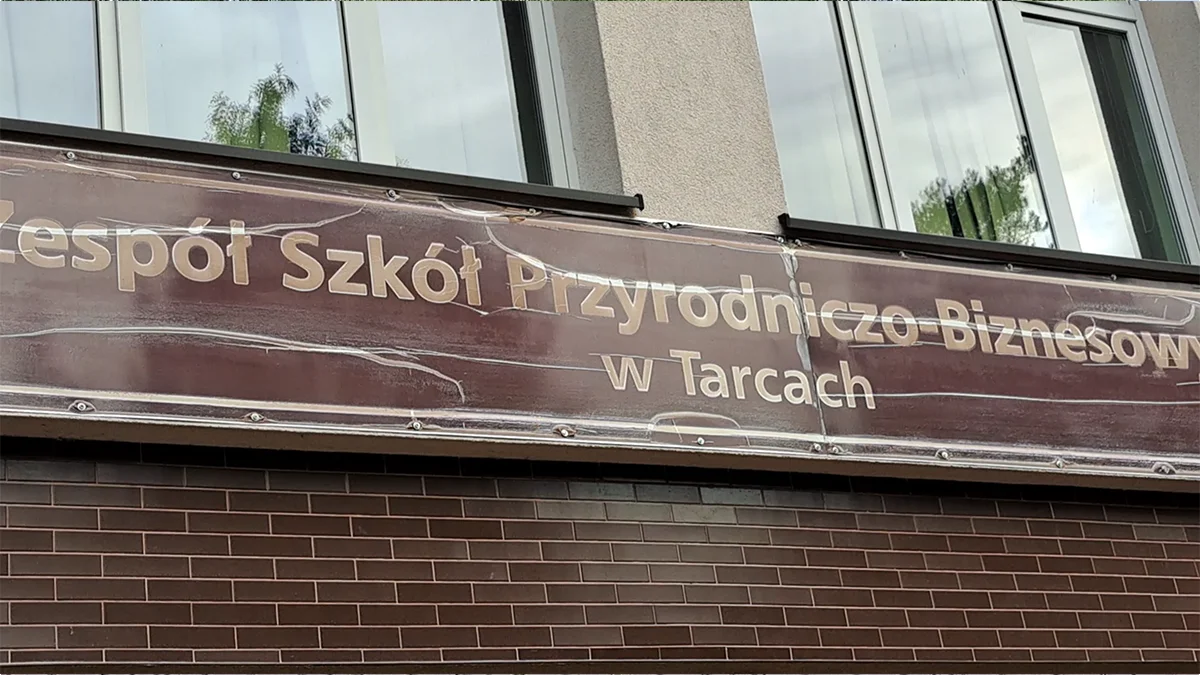 Zespół Szkół Przyrodniczo-Biznesowy
w Tarcach